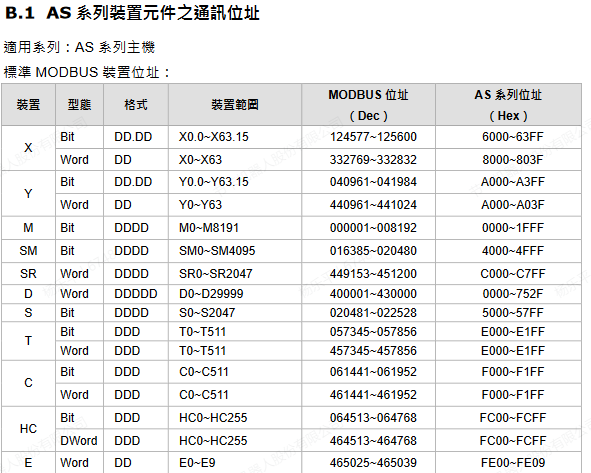 B.1 AS 系列裝置元件之通訊位址
適用系列：AS 系列主機
標準 MODBUS 裝置位址：
裝置 型態 格式 裝置範圍 MODBUS 位址（Dec） AS 系列位址（Hex）
X Bit DD.DD X0.0~X63.15 124577~125600 6000~63FF
Word DD X0~X63 332769~332832 8000~803F
Y Bit DD.DD Y0.0~Y63.15 040961~041984 A000~A3FF
Word DD Y0~Y63 440961~441024 A000~A03F
M Bit DDDD M0~M8191 000001~008192 0000~1FFF
SM Bit DDDD SM0~SM4095 016385~020480 4000~4FFF
SR Word DDDD SR0~SR2047 449153~451200 C000~C7FF
D Word DDDDD D0~D29999 400001~430000 0000~752F
S Bit DDDD S0~S2047 020481~022528 5000~57FF
T Bit DDD T0~T511 057345~057856 E000~E1FF
Word DDD T0~T511 457345~457856 E000~E1FF
C Bit DDD C0~C511 061441~061952 F000~F1FF
Word DDD C0~C511 461441~461952 F000~F1FF
HC Bit DDD HC0~HC255 064513~064768 FC00~FCFF
DWord DDD HC0~HC255 464513~464768 FC00~FCFF
E Word DD E0~E9 465025~465039 FE00~FE09